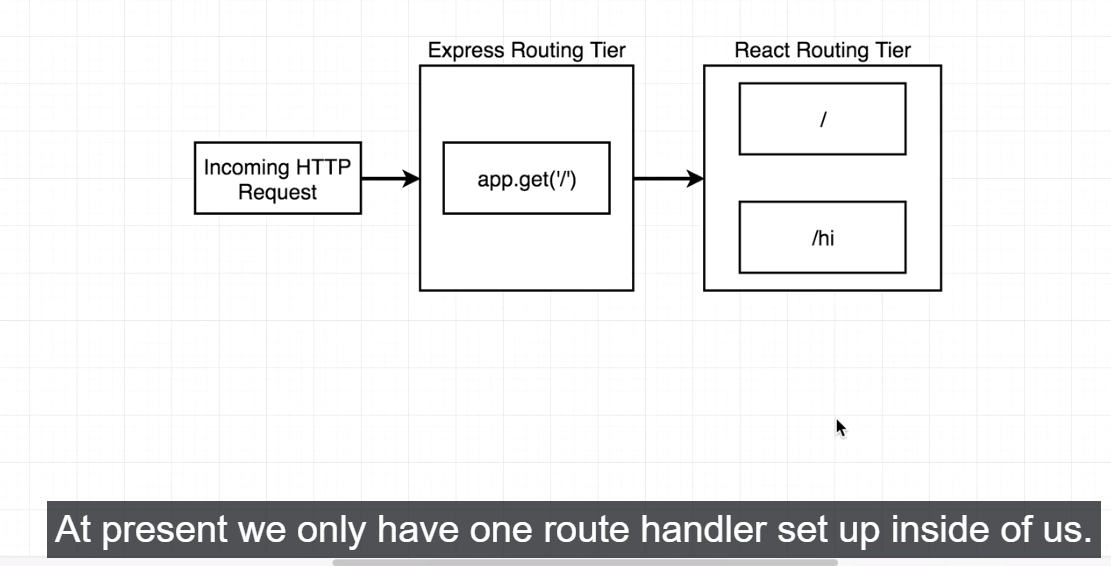 Express Routing Tier
React Routing Tier
Incoming HTTP
Request
app.get('/')
/
/hi
At present we only have one route handler set up inside of us.